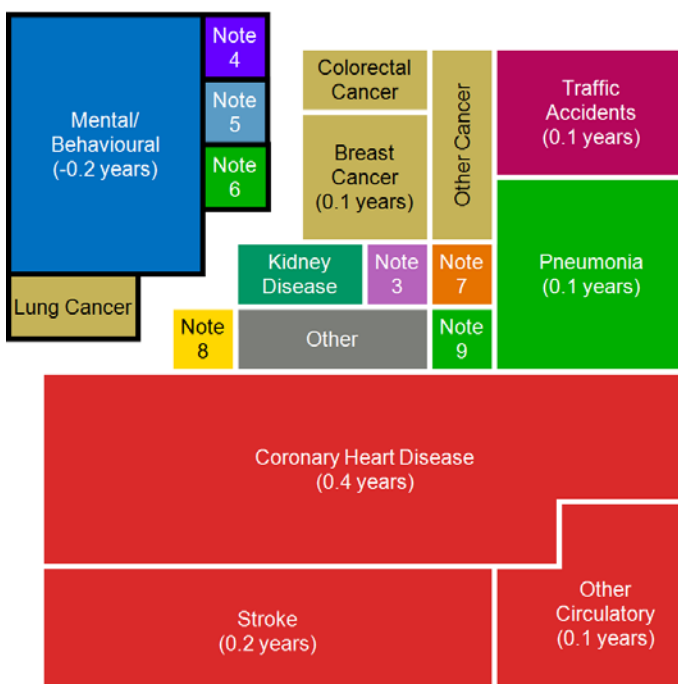 Mental/
Behavioural
(-0.2 years)
Note
4
Note
5
Note
6
Lung Cancer
Colorectal
Cancer
Breast
Cancer
(0.1 years)
Other Cancer
Traffic
Accidents
(0.1 years)
Kidney
Disease
Note
3
Note
7
Pneumonia
(0.1 years)
Note
8
Other
Note
9
Coronary Heart Disease
(0.4 years)
Stroke
(0.2 years)
Other
Circulatory
(0.1 years)